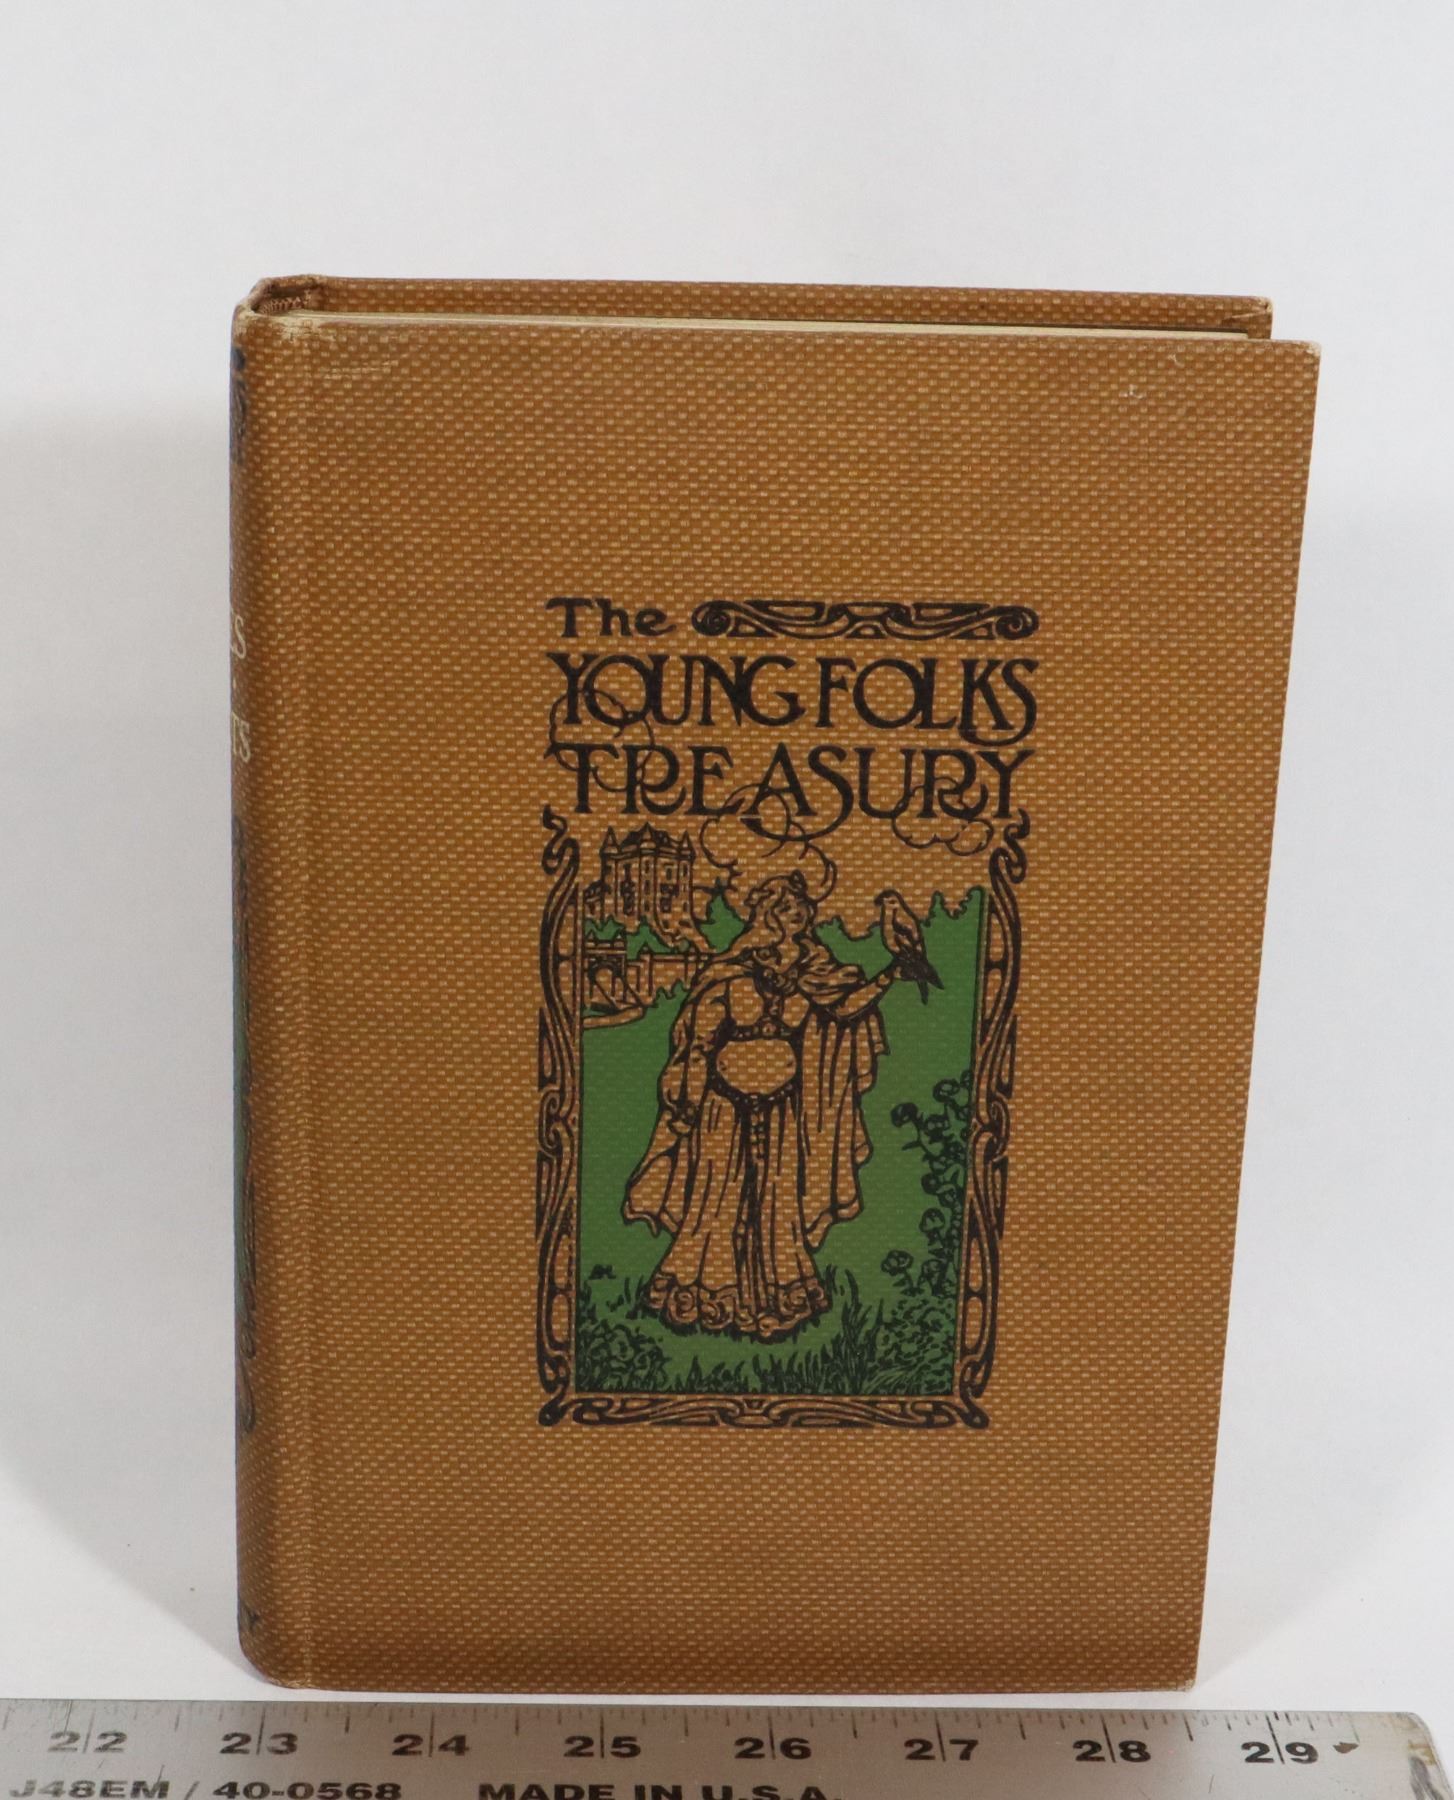 The
YOUNG FOLKS
TREASURY
22 23 24 25 26 27 28 29
J48EM / 40-0568 MADE IN U.S.A.